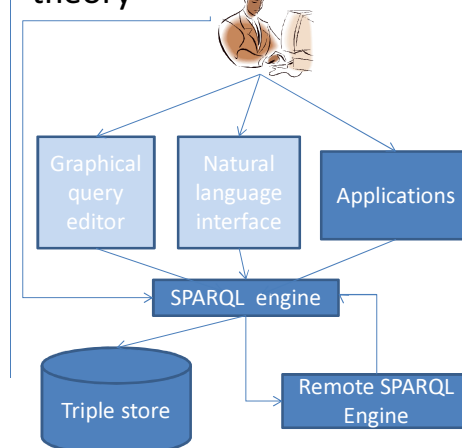 theory
Graphical
query
editor
Natural
language
interface
Applications
SPARQL engine
Triple store
Remote SPARQL
Engine